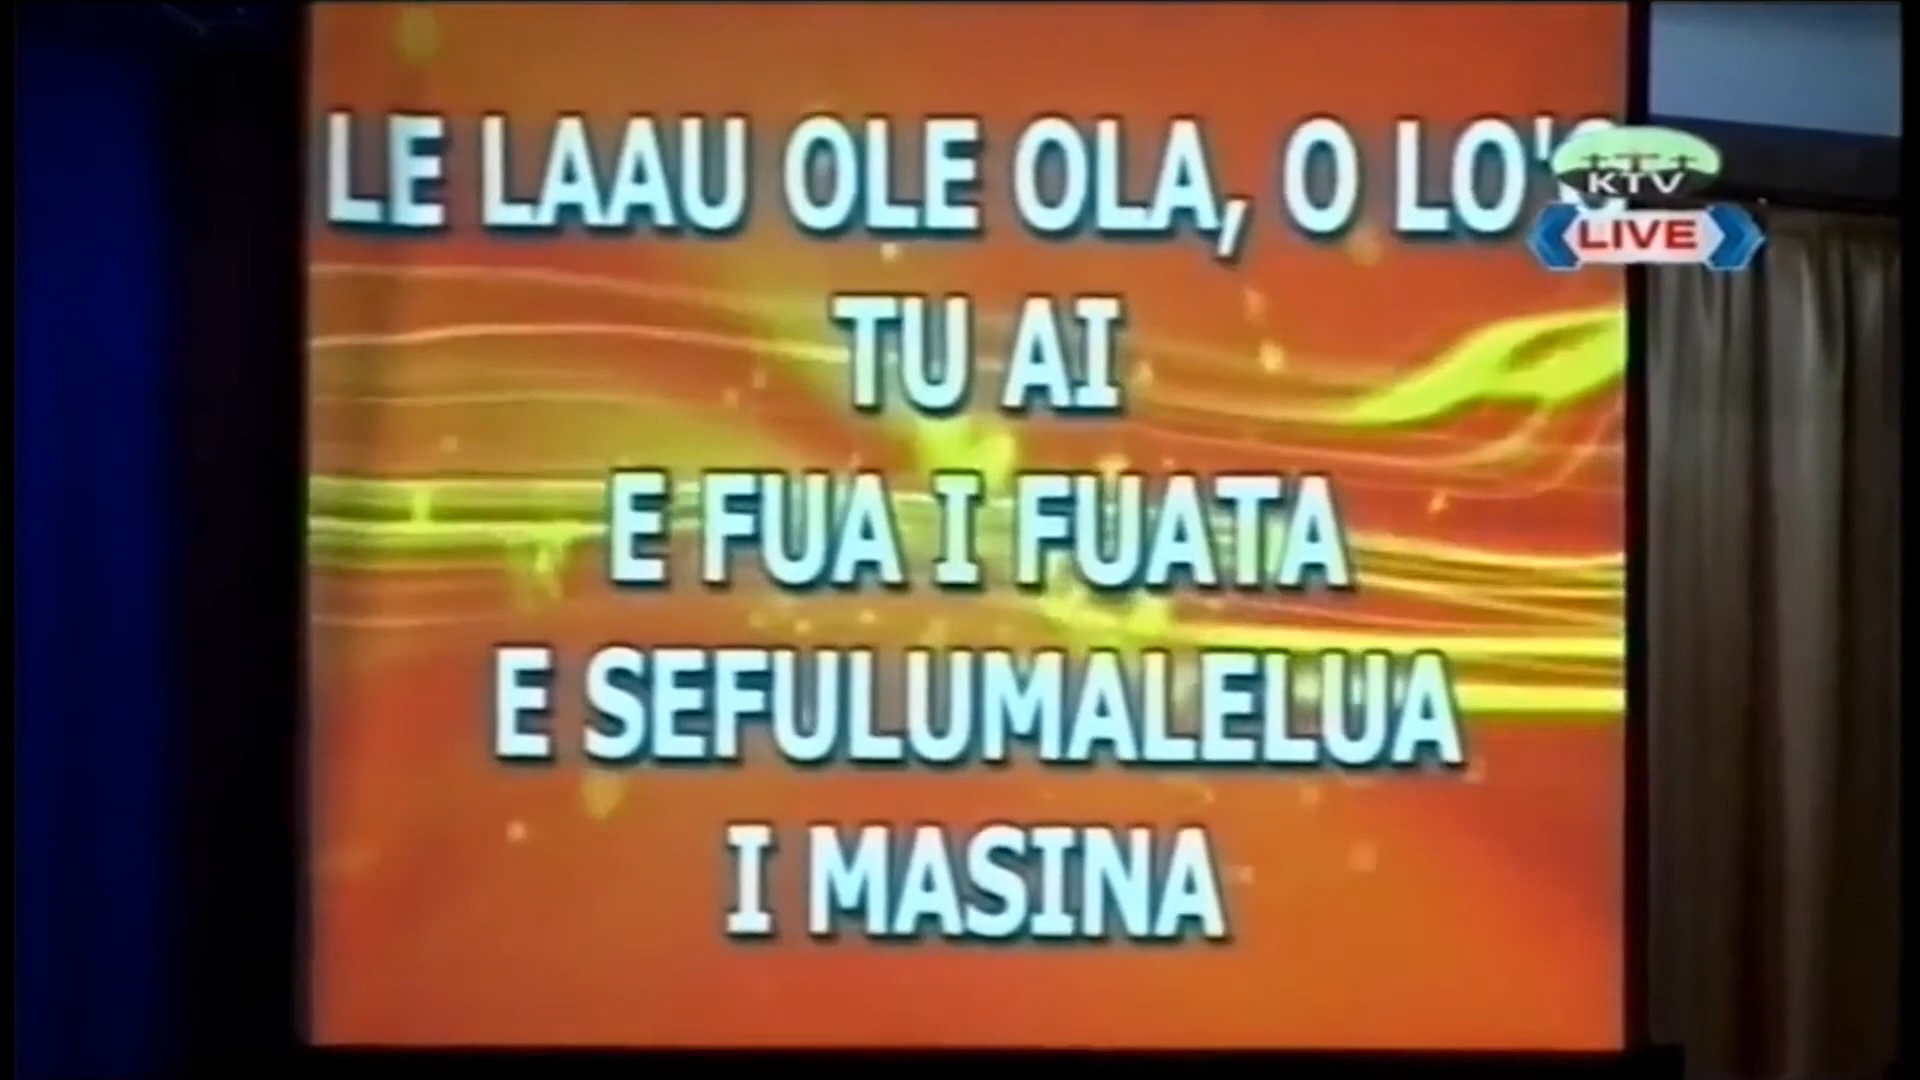 LE LAAU OLE OLA, O LO'O
TU AI
E FUA I FUATA
E SEFULUMALELUA
I MASINA
KTV
LIVE